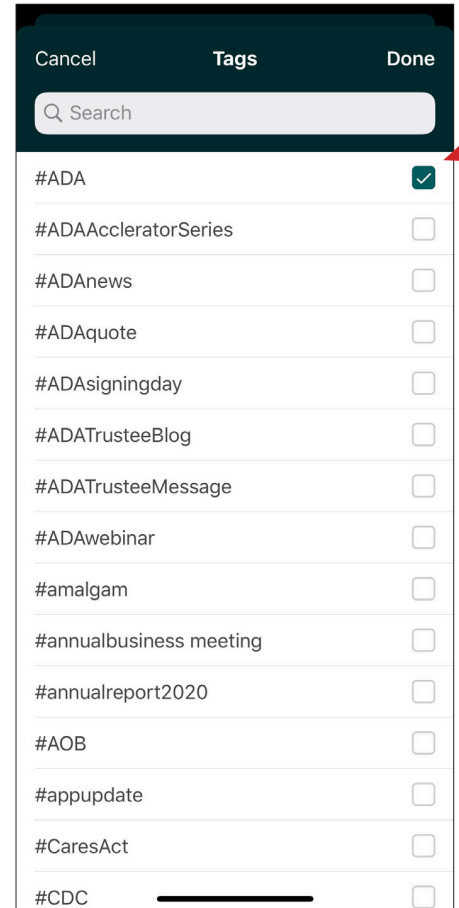 Cancel Tags Done
Search
#ADA
#ADAAccleratorSeries
#ADAnews
#ADAquote
#ADAsigningday
#ADATrusteeBlog
#ADATrusteeMessage
#ADAwebinar
#amalgam
#annualbusiness meeting
#annualreport2020
#AOB
#appupdate
#CaresAct
#CDC